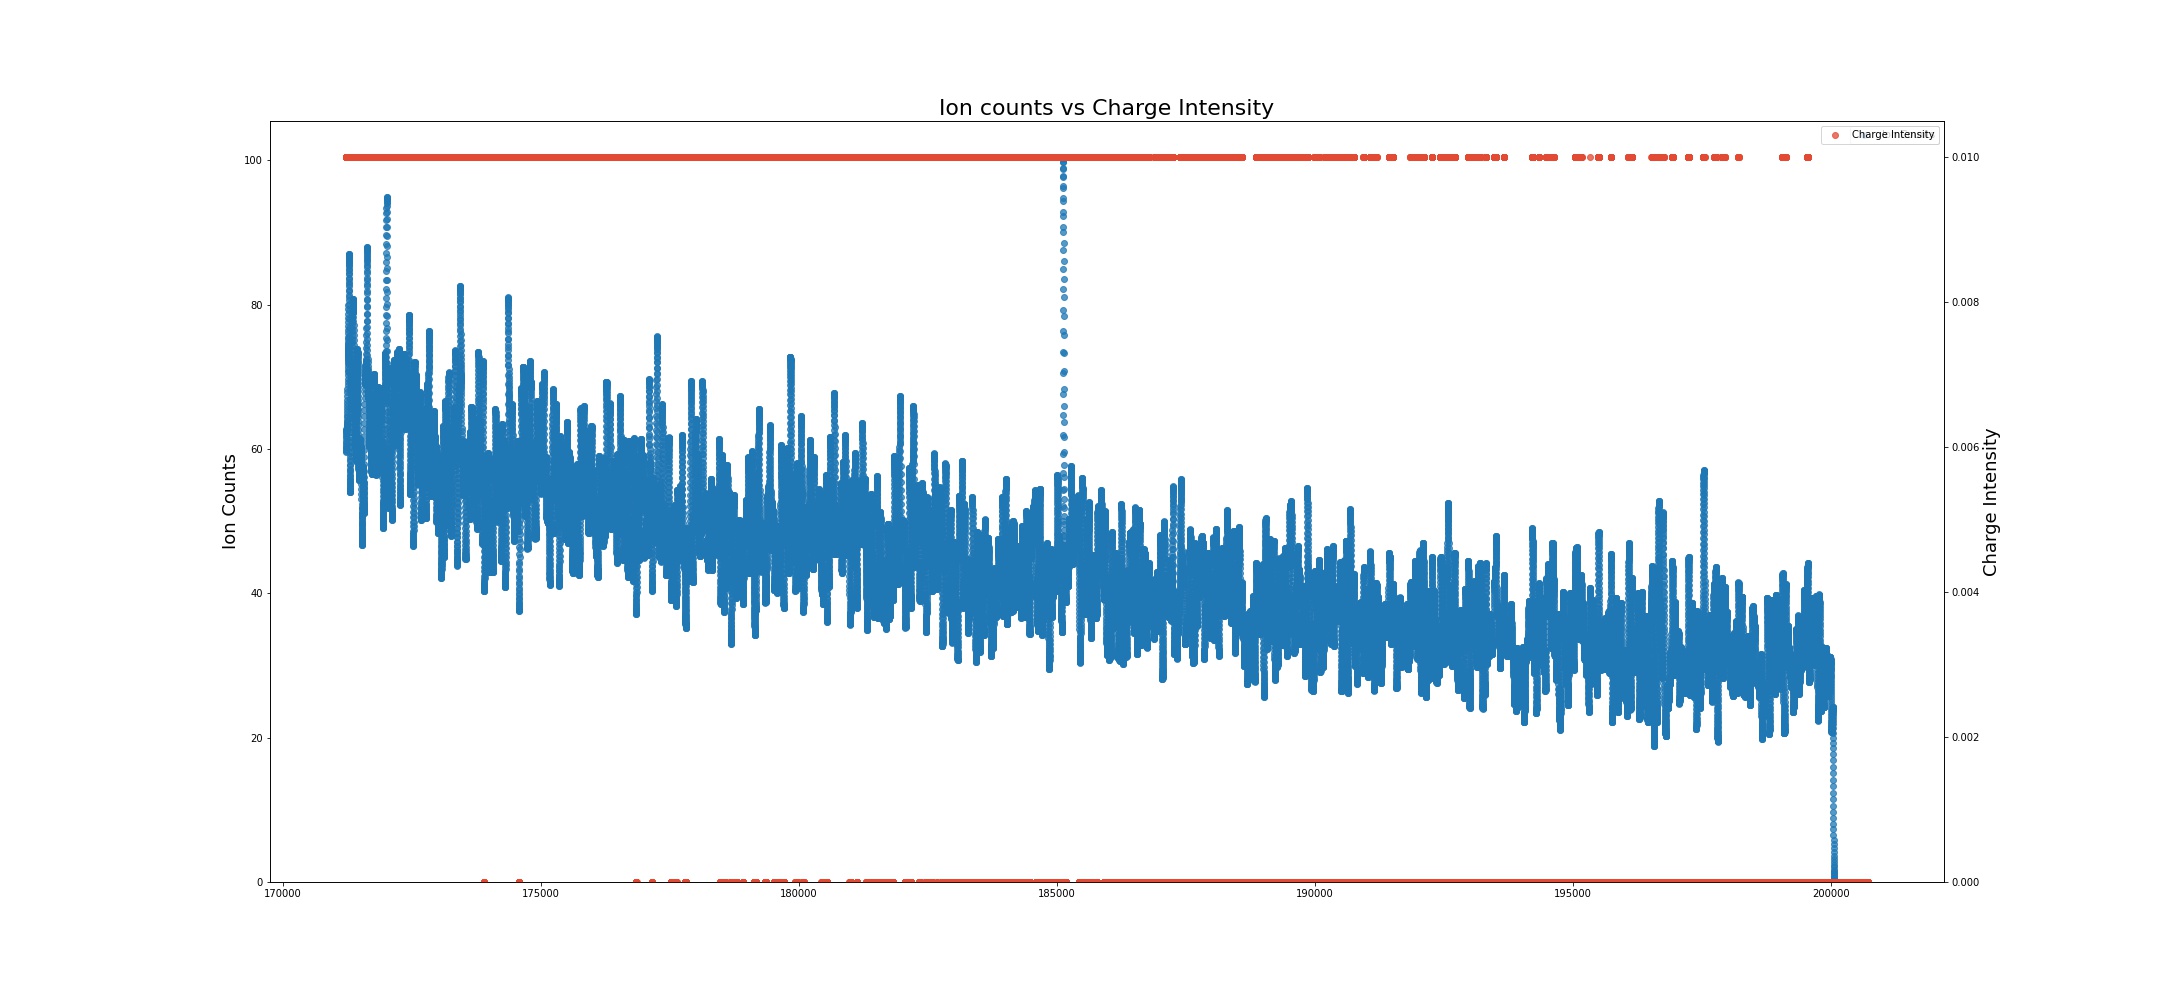 Ion counts vs Charge Intensity
Charge Intensity
100
80
60
40
20
0
Ion Counts
0.010
0.008
0.006
0.004
0.002
0.000
Charge Intensity
170000 175000 180000 185000 190000 195000 200000